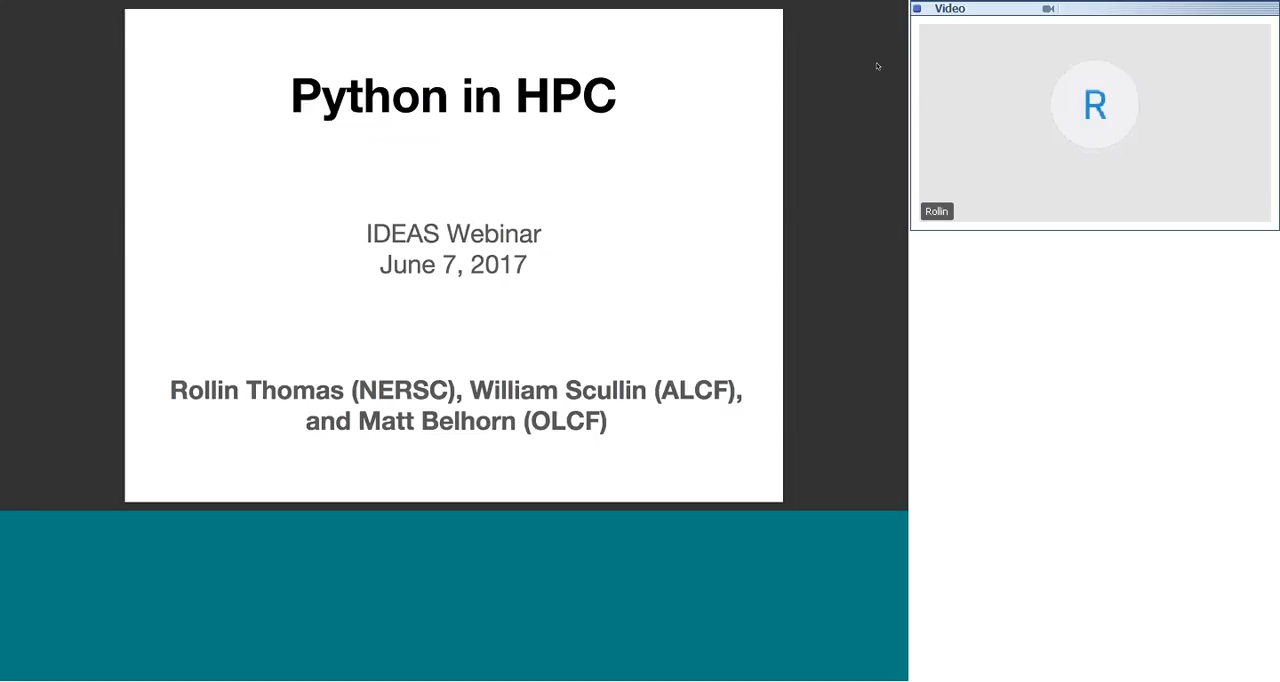 Python in HPC
IDEAS Webinar
June 7, 2017
Rollin Thomas (NERSC), William Scullin (ALCF),
and Matt Belhorn (OLCF)
Video
R
Rollin